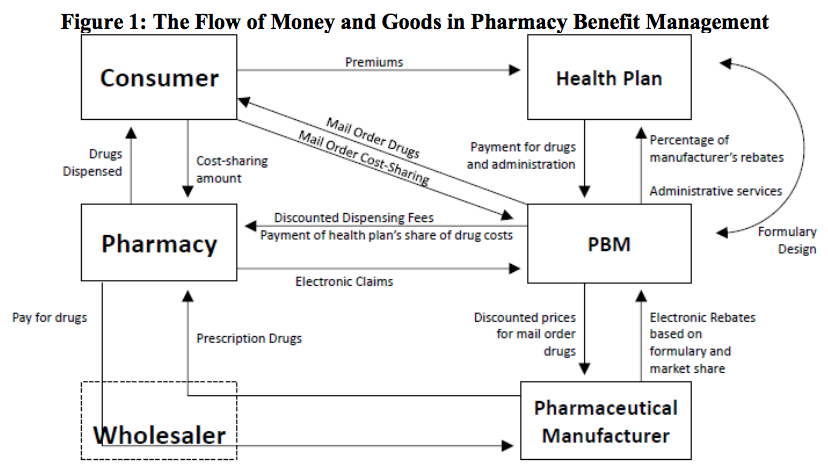 Figure 1: The Flow of Money and Goods in Pharmacy Benefit Management
Consumer
Premiums
Health Plan
Mail Order Drugs
Mail Order Cost-Sharing
Drugs
Dispensed
Cost-sharing
amount
Payment for drugs
and administration
Percentage of
manufacturer's rebates
Administrative services
Formulary
Design
Pharmacy
Discounted Dispensing Fees
Payment of health plan's share of drug costs
PBM
Electronic Claims
Pay for drugs
Prescription Drugs
Discounted prices
for mail order
drugs
Electronic Rebates
based on
formulary and
market share
Wholesaler
Pharmaceutical
Manufacturer